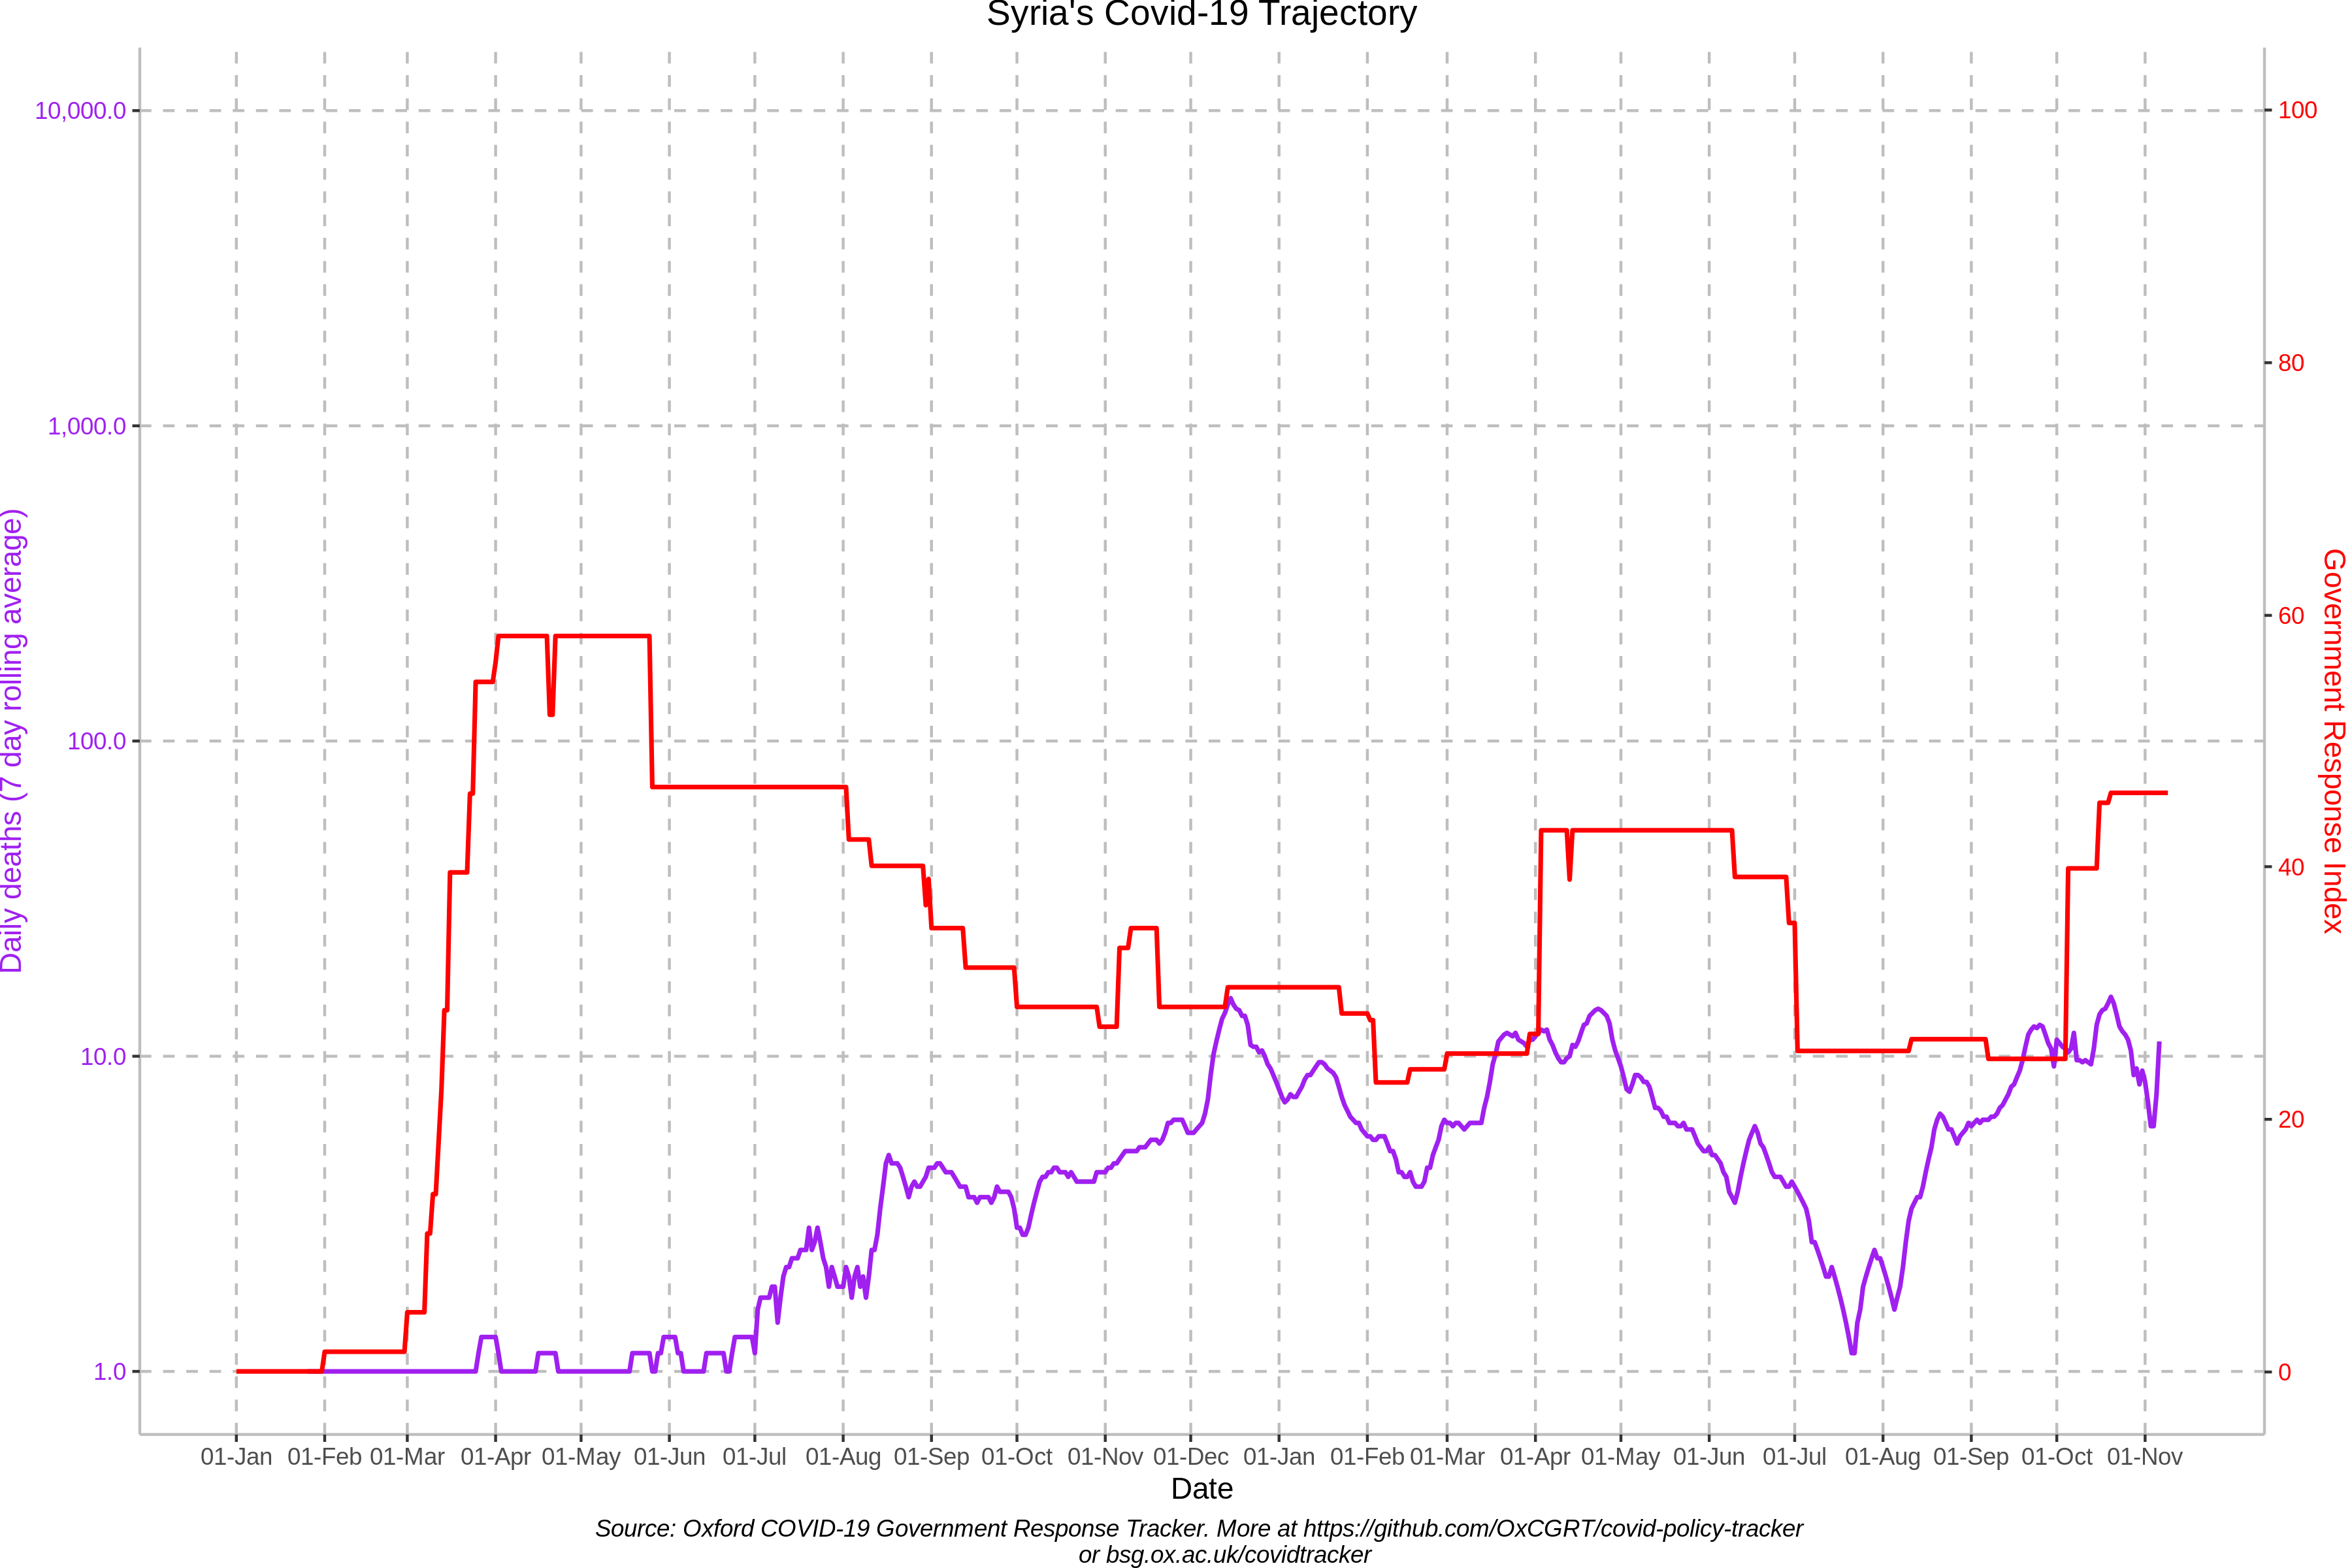 Syria's Covid-19 Trajectory
10,000.0
1,000.0
100.0
10.0
1.0
Daily deaths (7 day rolling average)
100
80
60
40
20
0
Government Response Index
01-Jan 01-Feb 01-Mar 01-Apr 01-May 01-Jun 01-Jul 01-Aug 01-Sep 01-Oct 01-Nov 01-Dec 01-Jan 01-Feb 01-Mar 01-Apr 01-May 01-Jun 01-Jul 01-Aug 01-Sep 01-Oct 01-Nov
Date
Source: Oxford COVID-19 Government Response Tracker. More at https://github.com/OxCGRT/covid-policy-tracker
or bsg.ox.ac.uk/covidtracker